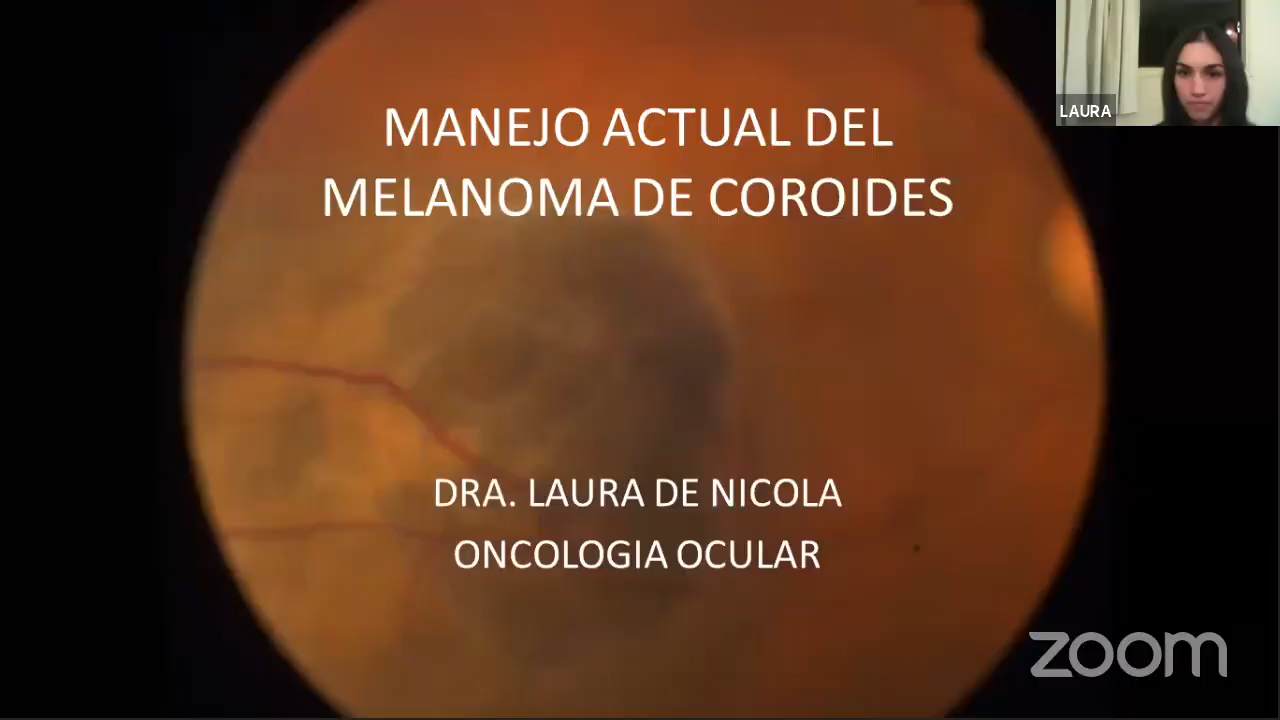 LAURA
MANEJO ACTUAL DEL
MELANOMA DE COROIDES
DRA. LAURA DE NICOLA
ONCOLOGIA OCULAR
zoom